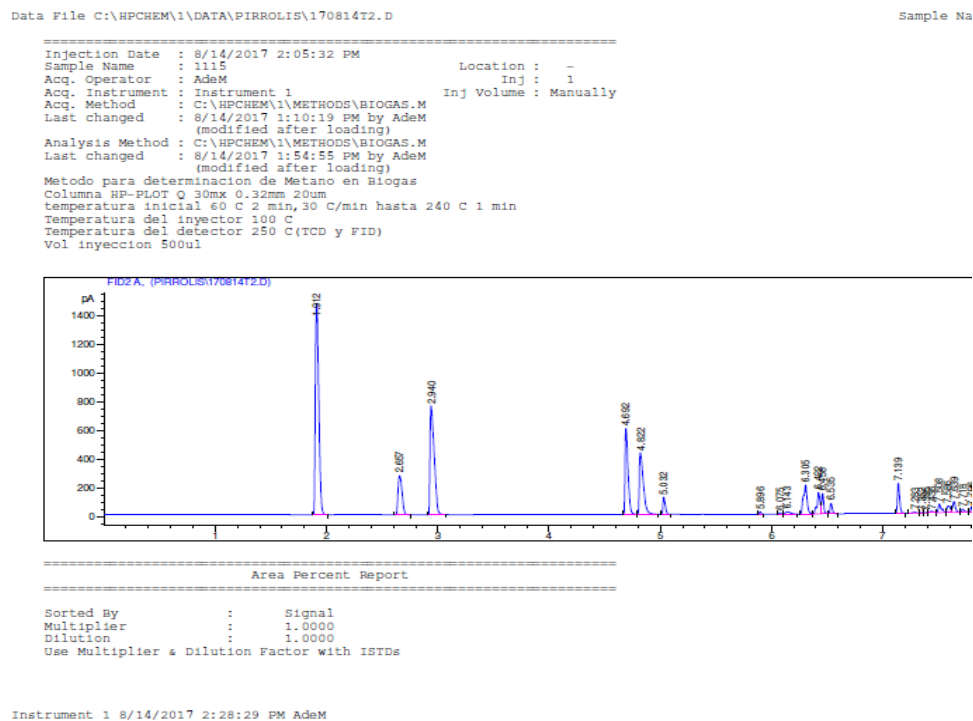 Data File C:\HPCHEM\1\DATA\PIRROLIS\170814T2.D Sample Na
=====================================================================
Injection Date : 8/14/2017 2:05:32 PM
Sample Name : 1115 Location : -
Acq. Operator : AdeM Inj : 1
Acq. Instrument : Instrument 1 Inj Volume : Manually
Acq. Method : C:\HPCHEM\1\METHODS\BIOGAS.M
Last changed : 8/14/2017 1:10:19 PM by AdeM
(modified after loading)
Analysis Method : C:\HPCHEM\1\METHODS\BIOGAS.M
Last changed : 8/14/2017 1:54:55 PM by AdeM
(modified after loading)
Metodo para determinacion de Metano en Biogas
Columna HP-PLOT Q 30mx 0.32mm 20um
temperatura inicial 60 C 2 min,30 C/min hasta 240 C 1 min
Temperatura del inyector 100 C
Temperatura del detector 250 C(TCD y FID)
Vol inyeccion 500ul
FID2 A, (PIRROLIS\170814T2.D)
pA
1400
1200
1000
800
600
400
200
0
1.912
2.657
2.940
4.692
4.822
5.032
5.896
6.075
6.143
6.305
6.535
7.139
1 2 3 4 5 6 7
=====================================================================
Area Percent Report
=====================================================================
Sorted By : Signal
Multiplier : 1.0000
Dilution : 1.0000
Use Multiplier & Dilution Factor with ISTDs
Instrument 1 8/14/2017 2:28:29 PM AdeM